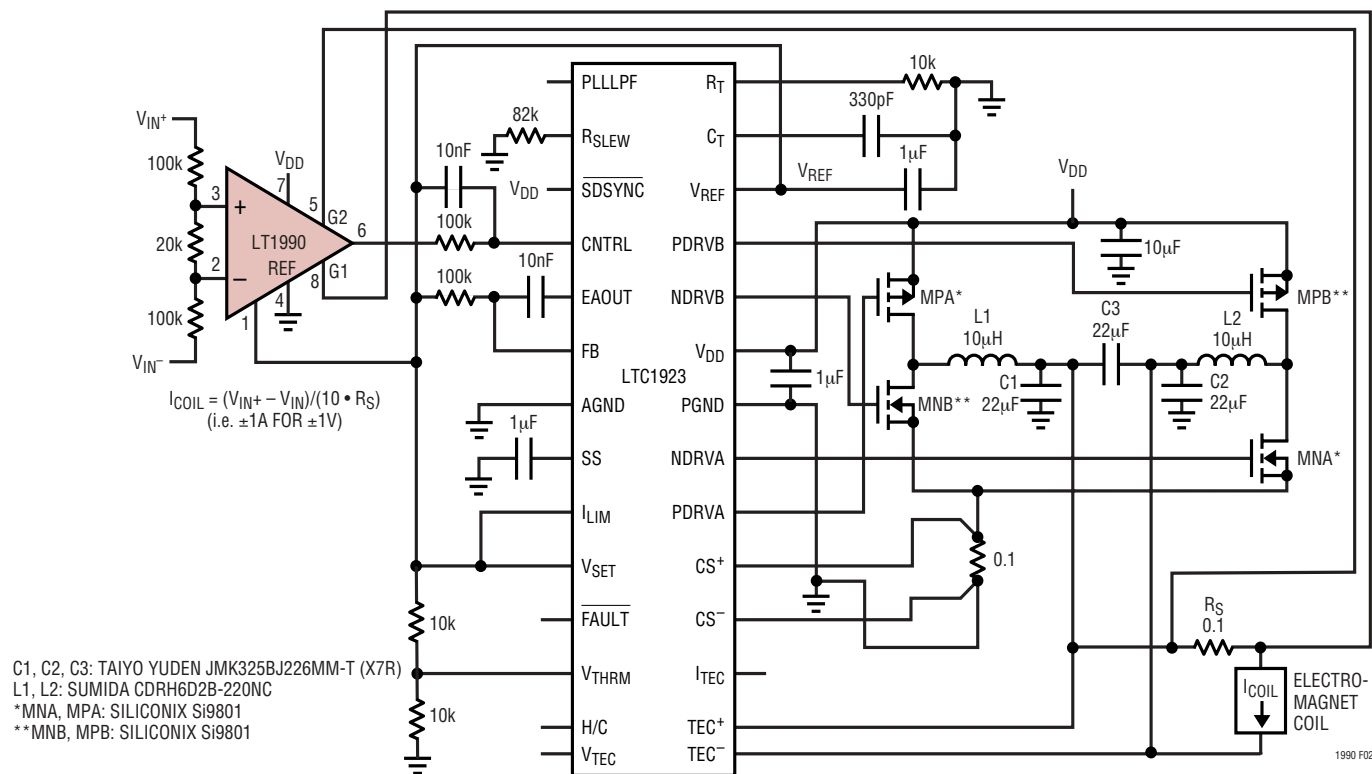 PLLLPF
RSLEW
SDSYNC
CNTRL
EAOUT
FB
AGND
SS
ILIM
VSET
FAULT
VTHRM
H/C
VTEC
LTC1923
RT
CT
VREF
PDRVB
NDRVB
VDD
PGND
NDRVA
PDRVA
CS+
CS−
ITEC
TEC+
TEC−
VIN+
100k
20k
100k
VIN−
3
2
1
VDD
7
5
G2
6
LT1990
REF
G1
8
4
+
−
ICOIL = (VIN+ – VIN)/(10 • RS)
(i.e. ±1A FOR ±1V)
82k
10nF
VDD
100k
10nF
100k
1µF
10k
10k
10k
330pF
1µF
VREF
VDD
10µF
MPA*
MPB**
L1
10µH
C3
22µF
L2
10µH
1µF
C1
22µF
C2
22µF
MNB**
MNA*
0.1
RS
0.1
ICOIL
ELECTRO-
MAGNET
COIL
C1, C2, C3: TAIYO YUDEN JMK325BJ226MM-T (X7R)
L1, L2: SUMIDA CDRH6D2B-220NC
*MNA, MPA: SILICONIX Si9801
**MNB, MPB: SILICONIX Si9801
1990 F02